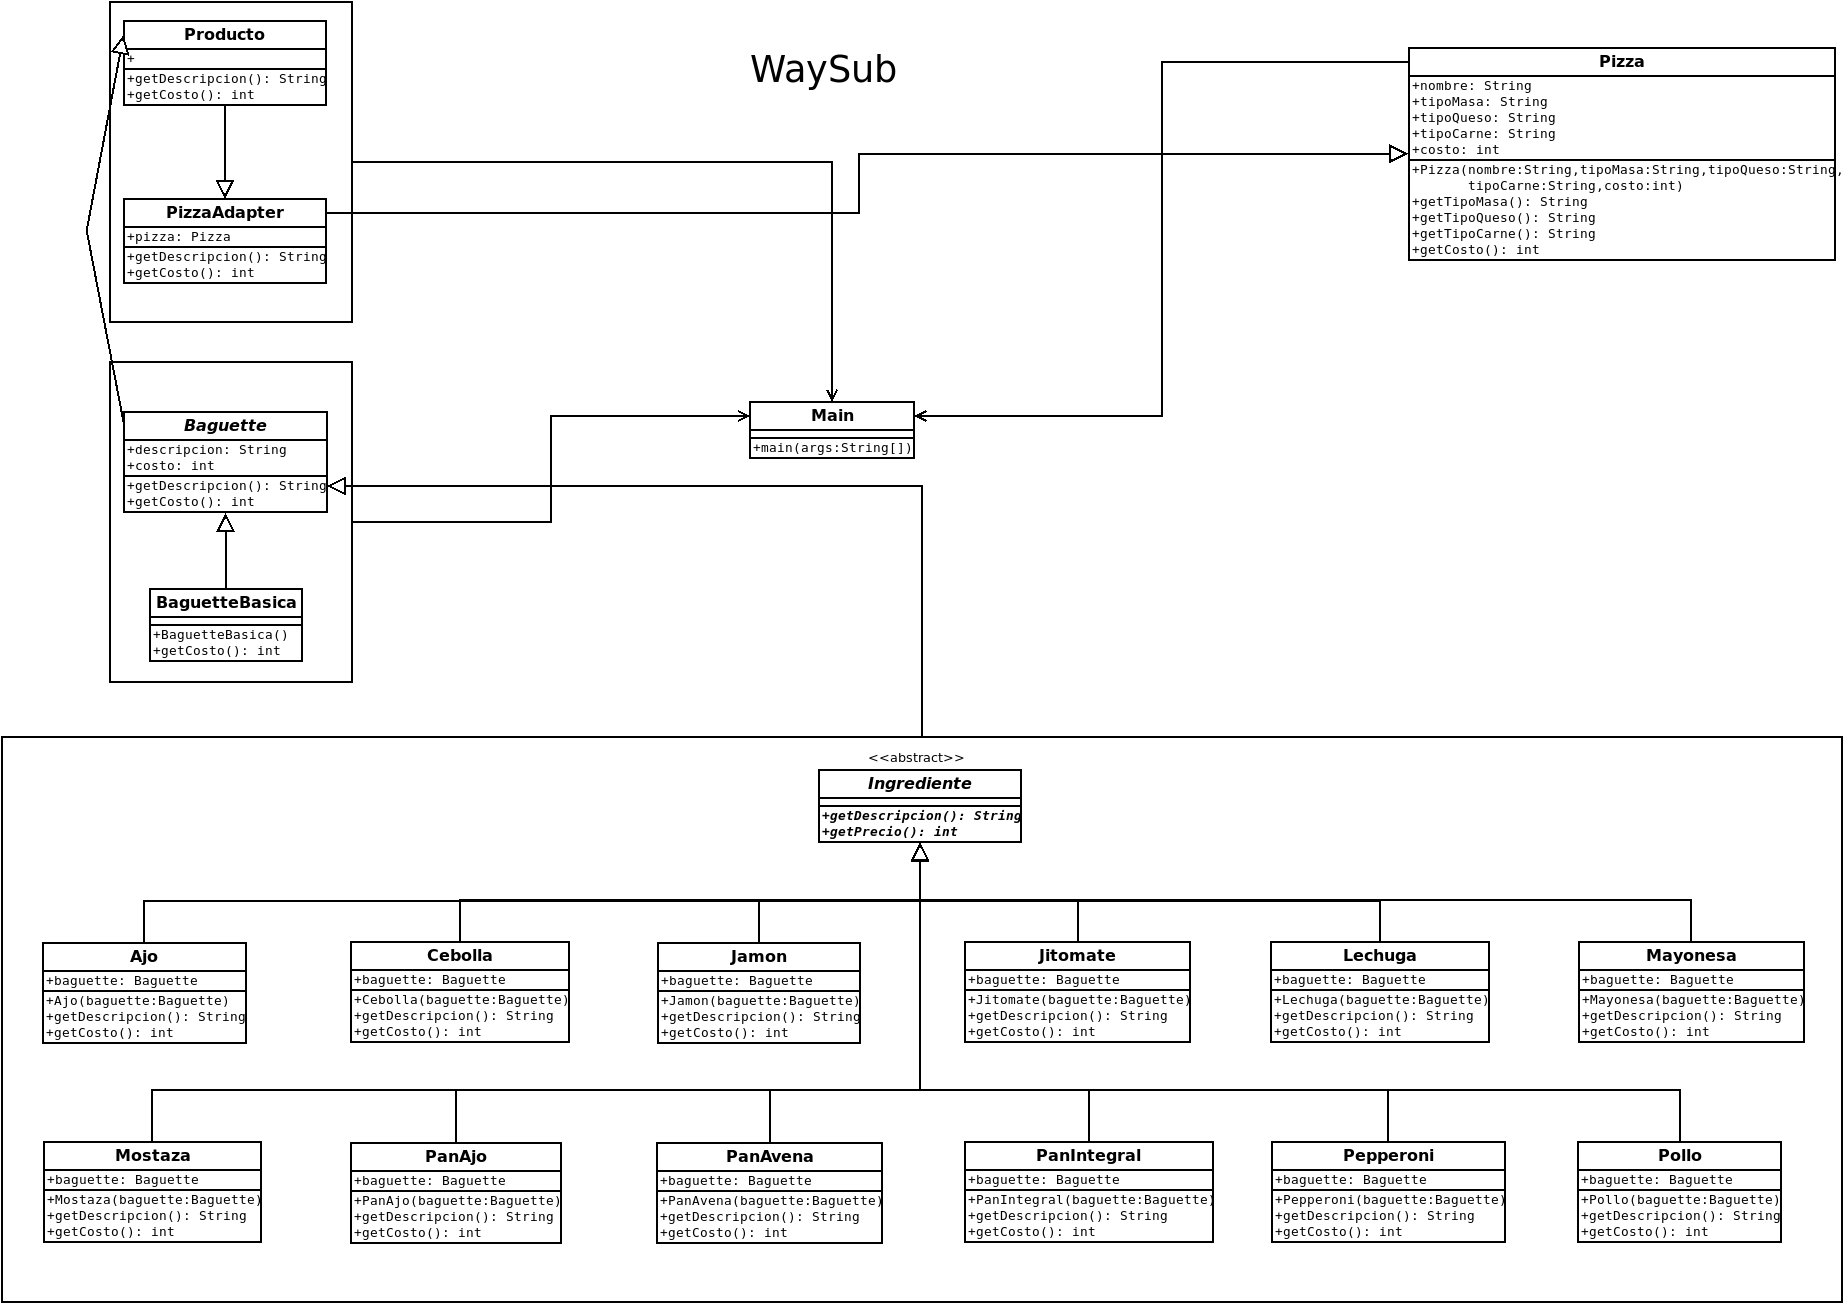 WaySub
Producto
+
+getDescripcion(): String
+getCosto(): int
PizzaAdapter
+pizza: Pizza
+getDescripcion(): String
+getCosto(): int
Pizza
+nombre: String
+tipoMasa: String
+tipoQueso: String
+tipoCarne: String
+costo: int
+Pizza(nombre:String,tipoMasa:String,tipoQueso:String,
tipoCarne:String,costo:int)
+getTipoMasa(): String
+getTipoQueso(): String
+getTipoCarne(): String
+getCosto(): int
Baguette
+descripcion: String
+costo: int
+getDescripcion(): String
+getCosto(): int
Main
+main(args:String[])
BaguetteBasica
+BaguetteBasica()
+getCosto(): int
<<abstract>>
Ingrediente
+getDescripcion(): String
+getPrecio(): int
Ajo
+baguette: Baguette
+Ajo(baguette:Baguette)
+getDescripcion(): String
+getCosto(): int
Cebolla
+baguette: Baguette
+Cebolla(baguette:Baguette)
+getDescripcion(): String
+getCosto(): int
Jamon
+baguette: Baguette
+Jamon(baguette:Baguette)
+getDescripcion(): String
+getCosto(): int
Jitomate
+baguette: Baguette
+Jitomate(baguette:Baguette)
+getDescripcion(): String
+getCosto(): int
Lechuga
+baguette: Baguette
+Lechuga(baguette:Baguette)
+getDescripcion(): String
+getCosto(): int
Mayonesa
+baguette: Baguette
+Mayonesa(baguette:Baguette)
+getDescripcion(): String
+getCosto(): int
Mostaza
+baguette: Baguette
+Mostaza(baguette:Baguette)
+getDescripcion(): String
+getCosto(): int
PanAjo
+baguette: Baguette
+PanAjo(baguette:Baguette)
+getDescripcion(): String
+getCosto(): int
PanAvena
+baguette: Baguette
+PanAvena(baguette:Baguette)
+getDescripcion(): String
+getCosto(): int
PanIntegral
+baguette: Baguette
+PanIntegral(baguette:Baguette)
+getDescripcion(): String
+getCosto(): int
Pepperoni
+baguette: Baguette
+Pepperoni(baguette:Baguette)
+getDescripcion(): String
+getCosto(): int
Pollo
+baguette: Baguette
+Pollo(baguette:Baguette)
+getDescripcion(): String
+getCosto(): int